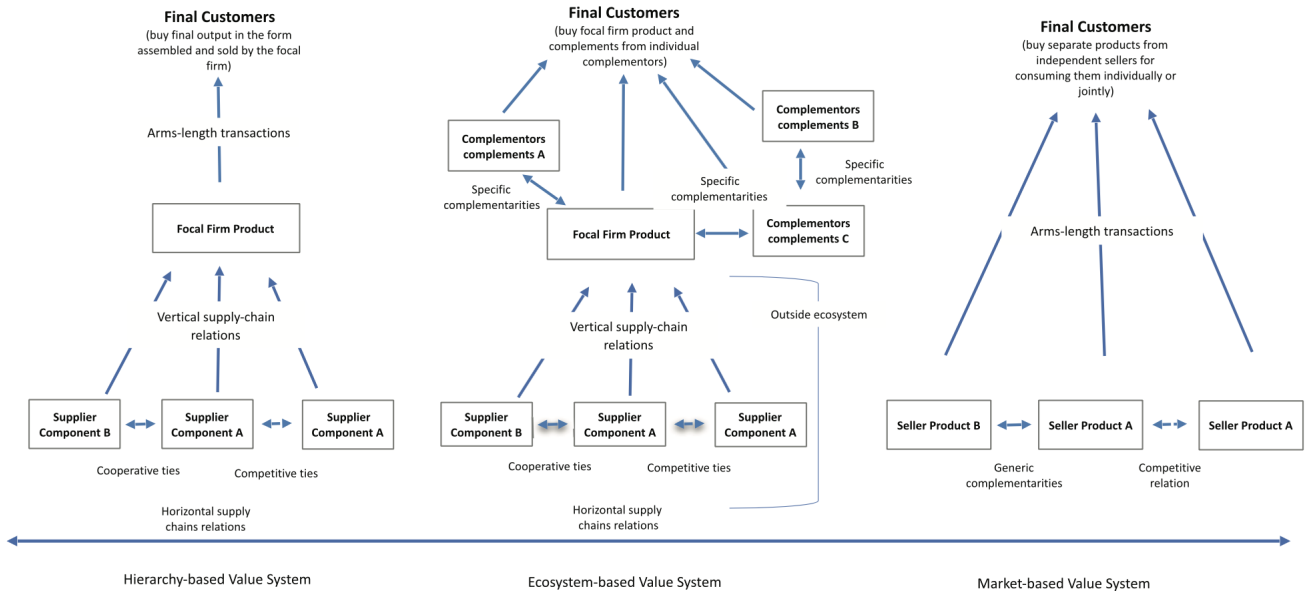 Final Customers
(buy final output in the form
assembled and sold by the focal
firm)
Arms-length transactions
Focal Firm Product
Vertical supply-chain
relations
Supplier
Component B
Supplier
Component A
Supplier
Component A
Cooperative ties
Competitive ties
Horizontal supply
chains relations
Hierarchy-based Value System
Final Customers
(buy focal firm product and
complements from individual
complementors)
Complementors
complements A
Complementors
complements B
Specific
complementarities
Specific
complementarities
Specific
complementarities
Focal Firm Product
Complementors
complements C
Outside ecosystem
Vertical supply-chain
relations
Supplier
Component B
Supplier
Component A
Supplier
Component A
Cooperative ties
Competitive ties
Horizontal supply
chains relations
Ecosystem-based Value System
Final Customers
(buy separate products from
independent sellers for
consuming them individually or
jointly)
Arms-length transactions
Seller Product B
Seller Product A
Seller Product A
Generic
complementarities
Competitive
relation
Market-based Value System